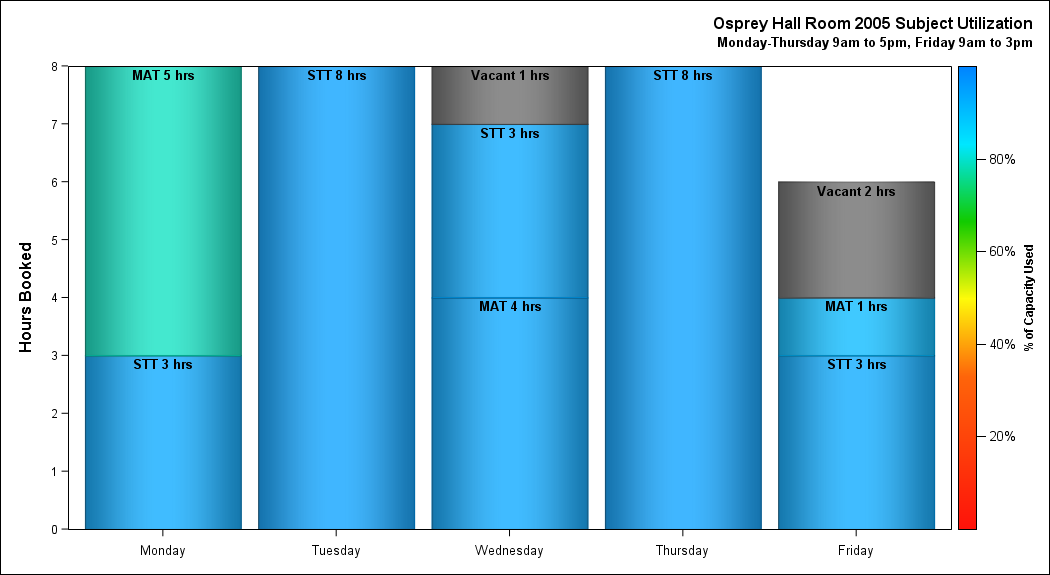 Osprey Hall Room 2005 Subject Utilization
Monday-Thursday 9am to 5pm, Friday 9am to 3pm
Hours Booked
8
7
6
5
4
3
2
1
0
MAT 5 hrs
STT 3 hrs
STT 8 hrs
Vacant 1 hrs
STT 3 hrs
MAT 4 hrs
STT 8 hrs
Vacant 2 hrs
MAT 1 hrs
STT 3 hrs
Monday
Tuesday
Wednesday
Thursday
Friday
80%
60%
40%
20%
% of Capacity Used